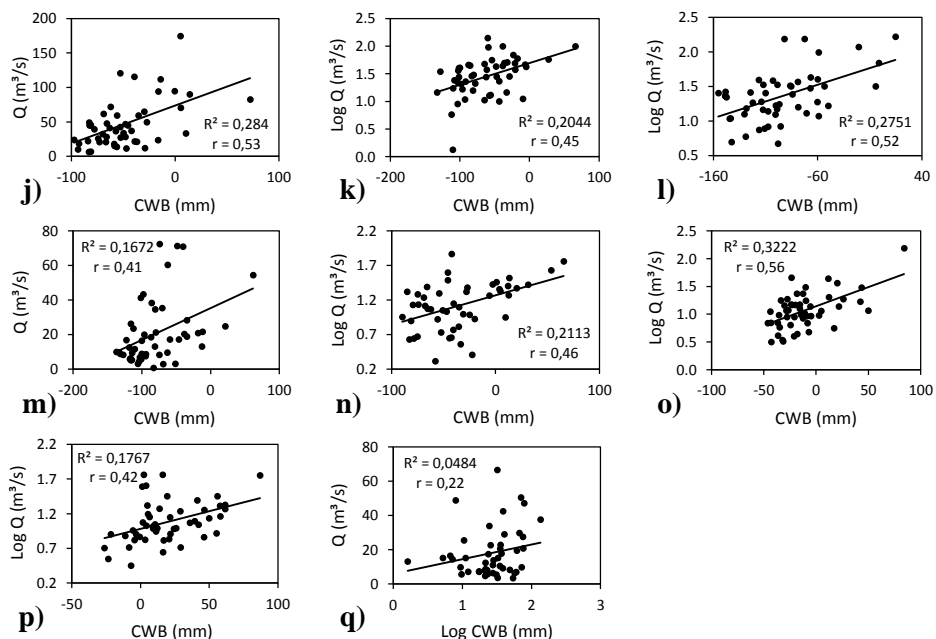 Q (m³/s)
200
150
100
50
0
-100
0
100
R² = 0,284
r = 0,53
CWB (mm)
j)
Log Q (m³/s)
2.5
2.0
1.5
1.0
0.5
0.0
-200
-100
0
100
R² = 0,2044
r = 0,45
CWB (mm)
k)
Log Q (m³/s)
2.5
2.0
1.5
1.0
0.5
-160
-60
40
R² = 0,2751
r = 0,52
CWB (mm)
l)
Q (m³/s)
80
60
40
20
0
-200
-100
0
100
R² = 0,1672
r = 0,41
CWB (mm)
m)
Log Q (m³/s)
2.2
1.7
1.2
0.7
0.2
-100
-50
0
50
100
R² = 0,2113
r = 0,46
CWB (mm)
n)
Log Q (m³/s)
2.5
2.0
1.5
1.0
0.5
0.0
-100
-50
0
50
100
R² = 0,3222
r = 0,56
CWB (mm)
o)
Log Q (m³/s)
2.2
1.7
1.2
0.7
0.2
-50
0
50
100
R² = 0,1767
r = 0,42
CWB (mm)
p)
Q (m³/s)
80
60
40
20
0
0
1
2
3
R² = 0,0484
r = 0,22
Log CWB (mm)
q)